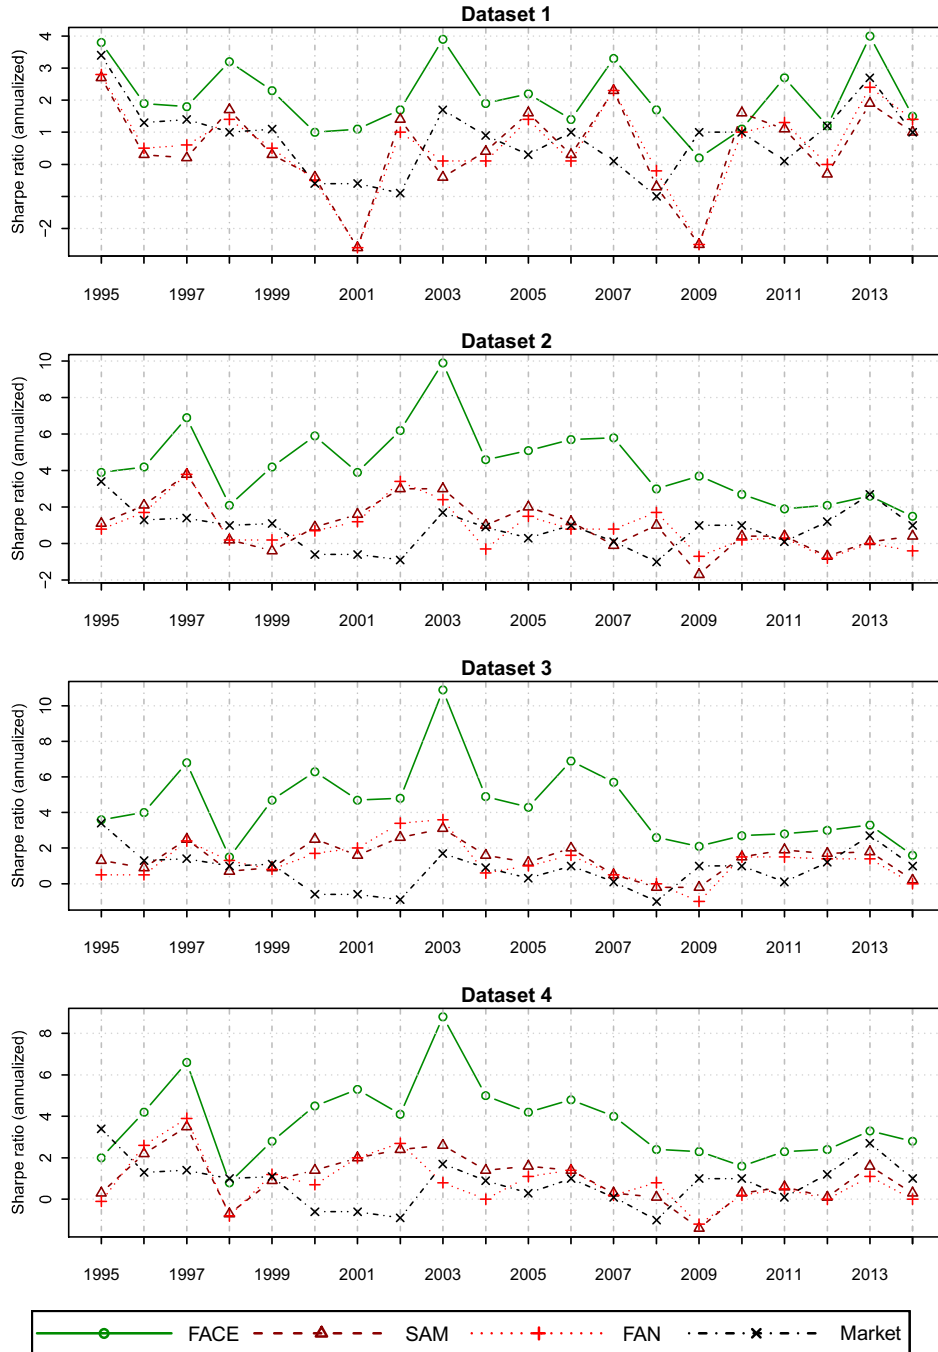 Dataset 1
Sharpe ratio (annualized)
4
3
2
1
0
−2
1995 1997 1999 2001 2003 2005 2007 2009 2011 2013
Dataset 2
Sharpe ratio (annualized)
10
8
6
4
2
0
−2
1995 1997 1999 2001 2003 2005 2007 2009 2011 2013
Dataset 3
Sharpe ratio (annualized)
10
8
6
4
2
0
1995 1997 1999 2001 2003 2005 2007 2009 2011 2013
Dataset 4
Sharpe ratio (annualized)
8
6
4
2
0
1995 1997 1999 2001 2003 2005 2007 2009 2011 2013
FACE SAM FAN Market